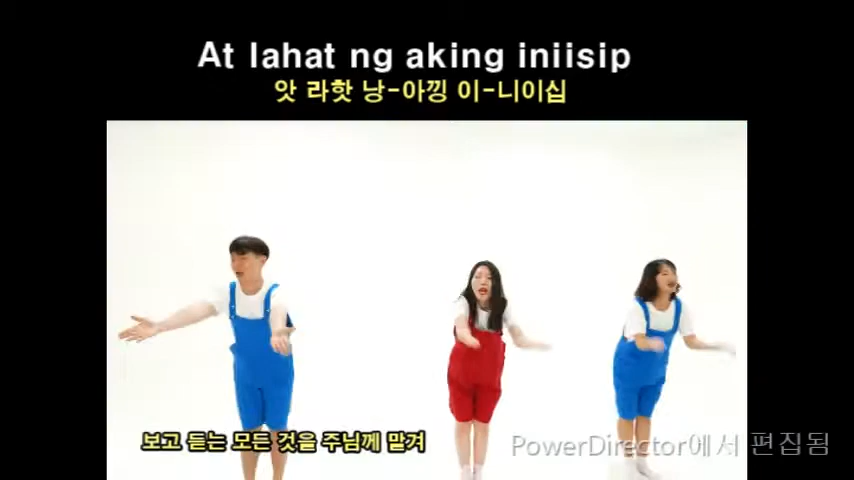 At lahat ng aking iniisip
앗 라핫 낭-아낑 이-니이십
보고 듣는 모든 것을 주님께 맡겨
PowerDirector에서 편집됨